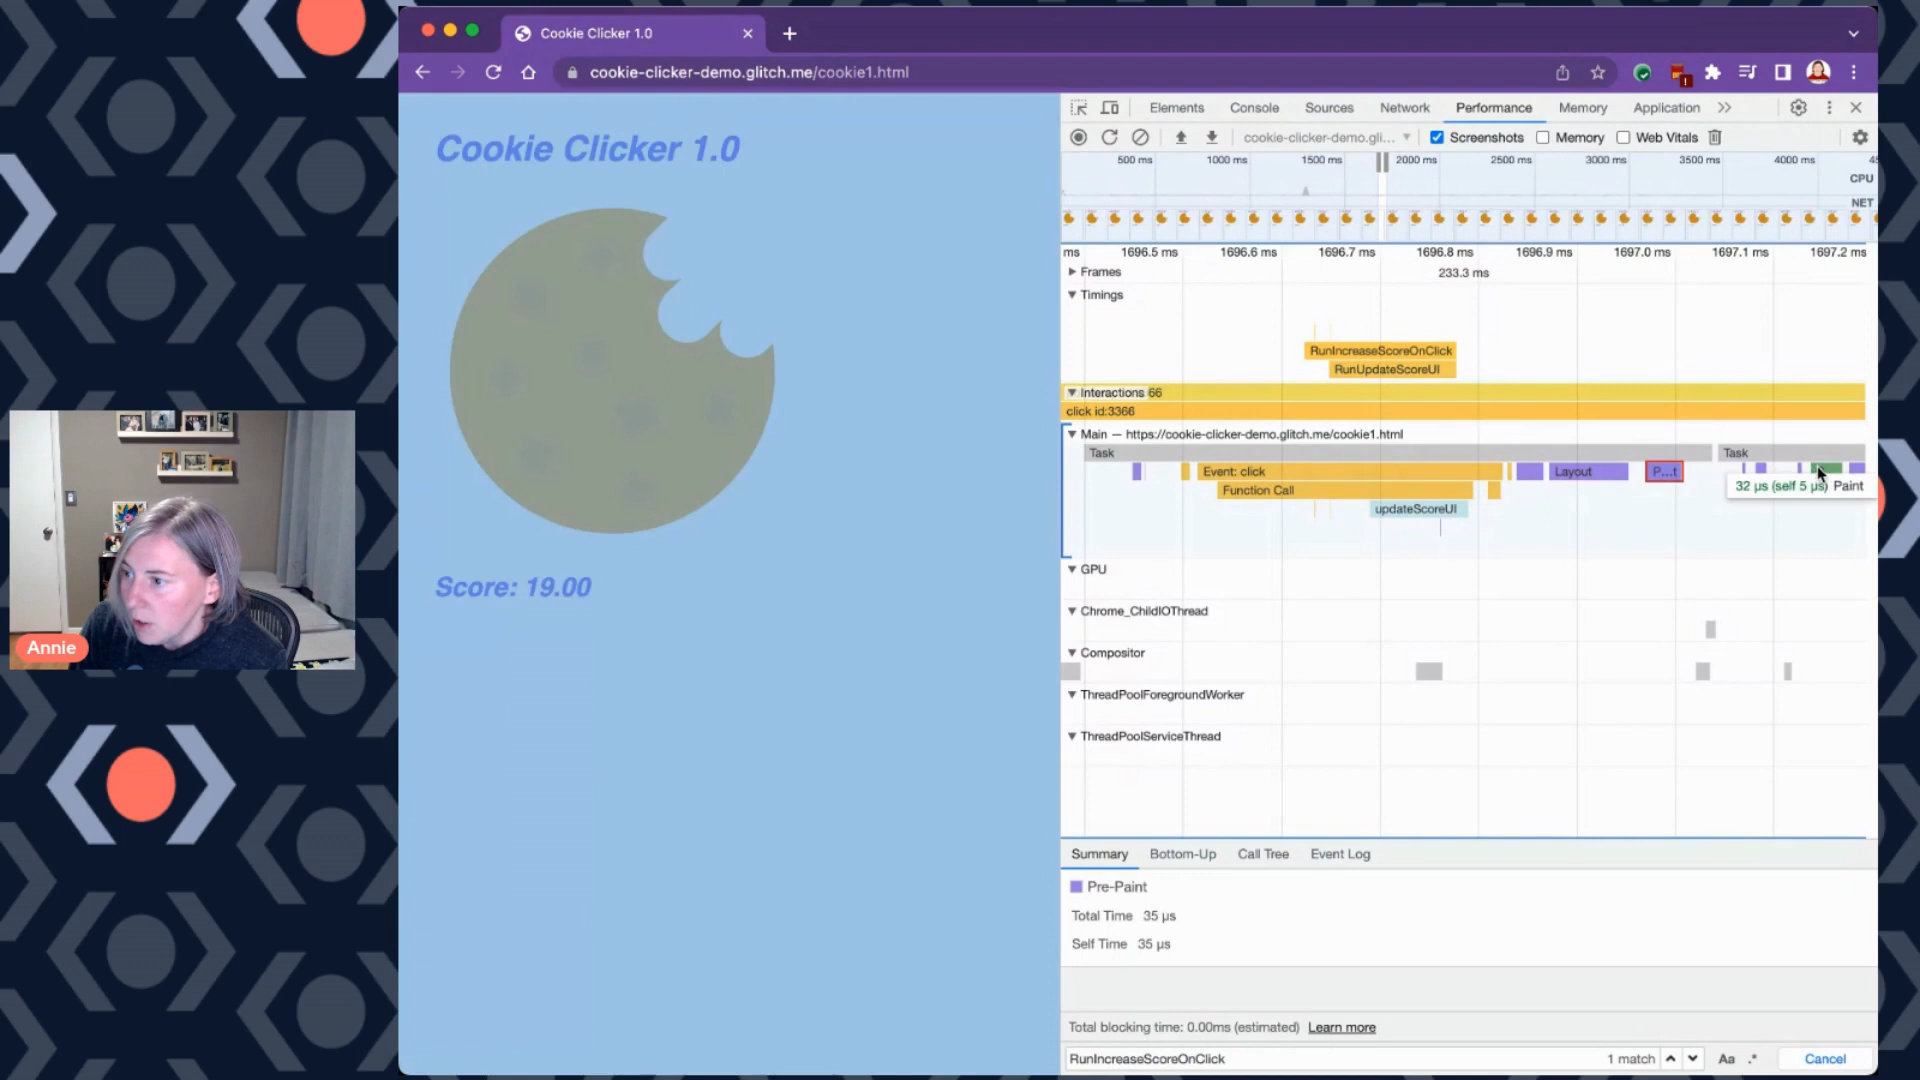 Cookie Clicker 1.0
cookie-clicker-demo.glitch.me/cookie1.html
Cookie Clicker 1.0
Score: 19.00
Annie
Elements Console Sources Network Performance Memory Application
cookie-clicker-demo.gli... Screenshots Memory Web Vitals
500 ms 1000 ms 1500 ms 2000 ms 2500 ms 3000 ms 3500 ms 4000 ms 45
CPU
NET
ms 1696.5 ms 1696.6 ms 1696.7 ms 1696.8 ms 1696.9 ms 1697.0 ms 1697.1 ms 1697.2 ms
Frames 233.3 ms
Timings
RunIncreaseScoreOnClick
RunUpdateScoreUI
Interactions 66
click id:3366
Main — https://cookie-clicker-demo.glitch.me/cookie1.html
Task Task
Event: click Layout P...t
32 μs (self 5 μs) Paint
Function Call
updateScoreUI
GPU
Chrome_ChildIOThread
Compositor
ThreadPoolForegroundWorker
ThreadPoolServiceThread
Summary Bottom-Up Call Tree Event Log
Pre-Paint
Total Time 35 μs
Self Time 35 μs
Total blocking time: 0.00ms (estimated) Learn more
RunIncreaseScoreOnClick 1 match Aa .* Cancel